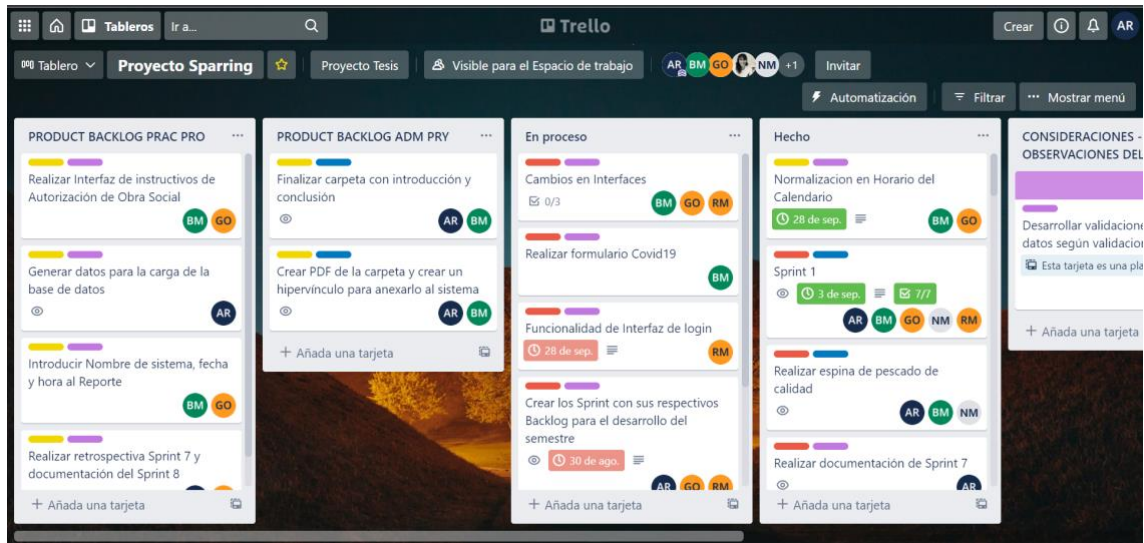 Tableros
Ir a...
Trello
Crear
AR
Tablero
Proyecto Sparring
Proyecto Tesis
Visible para el Espacio de trabajo
AR BM GO NM +1
Invitar
Automatización
Filtrar
Mostrar menú
PRODUCT BACKLOG PRAC PRO
Realizar Interfaz de instructivos de
Autorización de Obra Social
BM GO
Generar datos para la carga de la
base de datos
AR
Introducir Nombre de sistema, fecha
y hora al Reporte
BM GO
Realizar retrospectiva Sprint 7 y
documentación del Sprint 8
+ Añada una tarjeta
PRODUCT BACKLOG ADM PRY
Finalizar carpeta con introducción y
conclusión
AR BM
Crear PDF de la carpeta y crear un
hipervínculo para anexarlo al sistema
AR BM
+ Añada una tarjeta
En proceso
Cambios en Interfaces
0/3
BM GO RM
Realizar formulario Covid19
BM
Funcionalidad de Interfaz de login
28 de sep.
RM
Crear los Sprint con sus respectivos
Backlog para el desarrollo del
semestre
30 de ago.
AR GO RM
+ Añada una tarjeta
Hecho
Normalizacion en Horario del
Calendario
28 de sep.
BM GO
Sprint 1
3 de sep. 7/7
AR BM GO NM RM
Realizar espina de pescado de
calidad
AR BM NM
Realizar documentación de Sprint 7
AR
+ Añada una tarjeta
CONSIDERACIONES -
OBSERVACIONES DEL
Desarrollar validacione
datos según validacion
Esta tarjeta es una pla
+ Añada una tarjeta